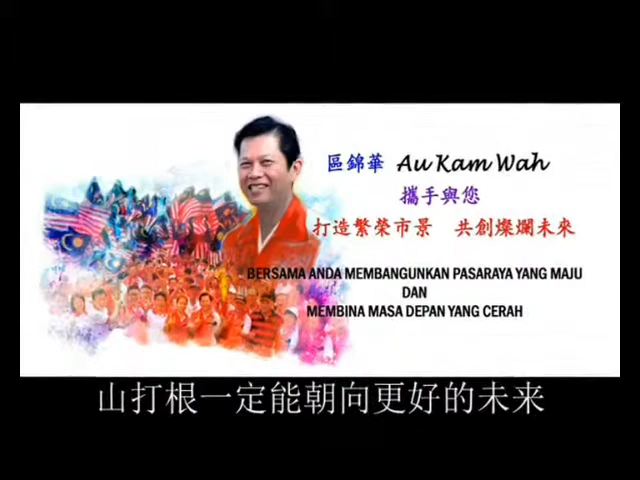 區錦華 Au Kam Wah
攜手與您
打造繁榮市景 共創燦爛未來
BERSAMA ANDA MEMBANGUNKAN PASARAYA YANG MAJU
DAN
MEMBINA MASA DEPAN YANG CERAH
山打根一定能朝向更好的未来